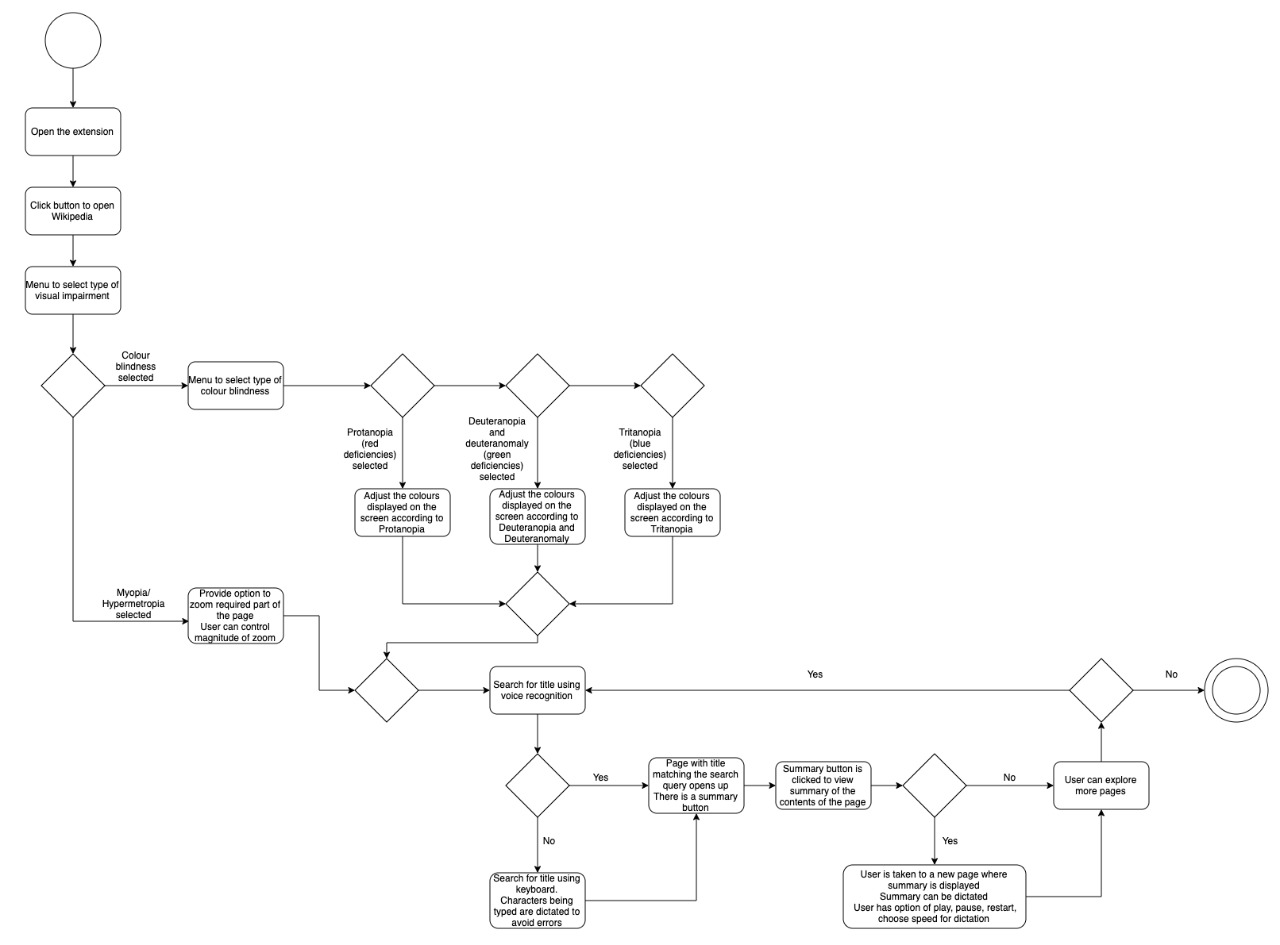 Open the extension
Click button to open
Wikipedia
Menu to select type of
visual impairment
Colour
blindness
selected
Menu to select type of
colour blindness
Protanopia
(red
deficiencies)
selected
Deuteranopia
and
deuteranomaly
(green
deficiencies)
selected
Tritanopia
(blue
deficiencies)
selected
Adjust the colours
displayed on the
screen according to
Protanopia
Adjust the colours
displayed on the
screen according to
Deuteranopia and
Deuteranomaly
Adjust the colours
displayed on the
screen according to
Tritanopia
Myopia/
Hypermetropia
selected
Provide option to
zoom required part of
the page
User can control
magnitude of zoom
Search for title using
voice recognition
Yes
No
Yes
Page with title
matching the search
query opens up
There is a summary
button
Summary button is
clicked to view
summary of the
contents of the page
No
User can explore
more pages
No
Yes
Search for title using
keyboard.
Characters being
typed are dictated to
avoid errors
User is taken to a new page where
summary is displayed
Summary can be dictated
User has option of play, pause, restart,
choose speed for dictation